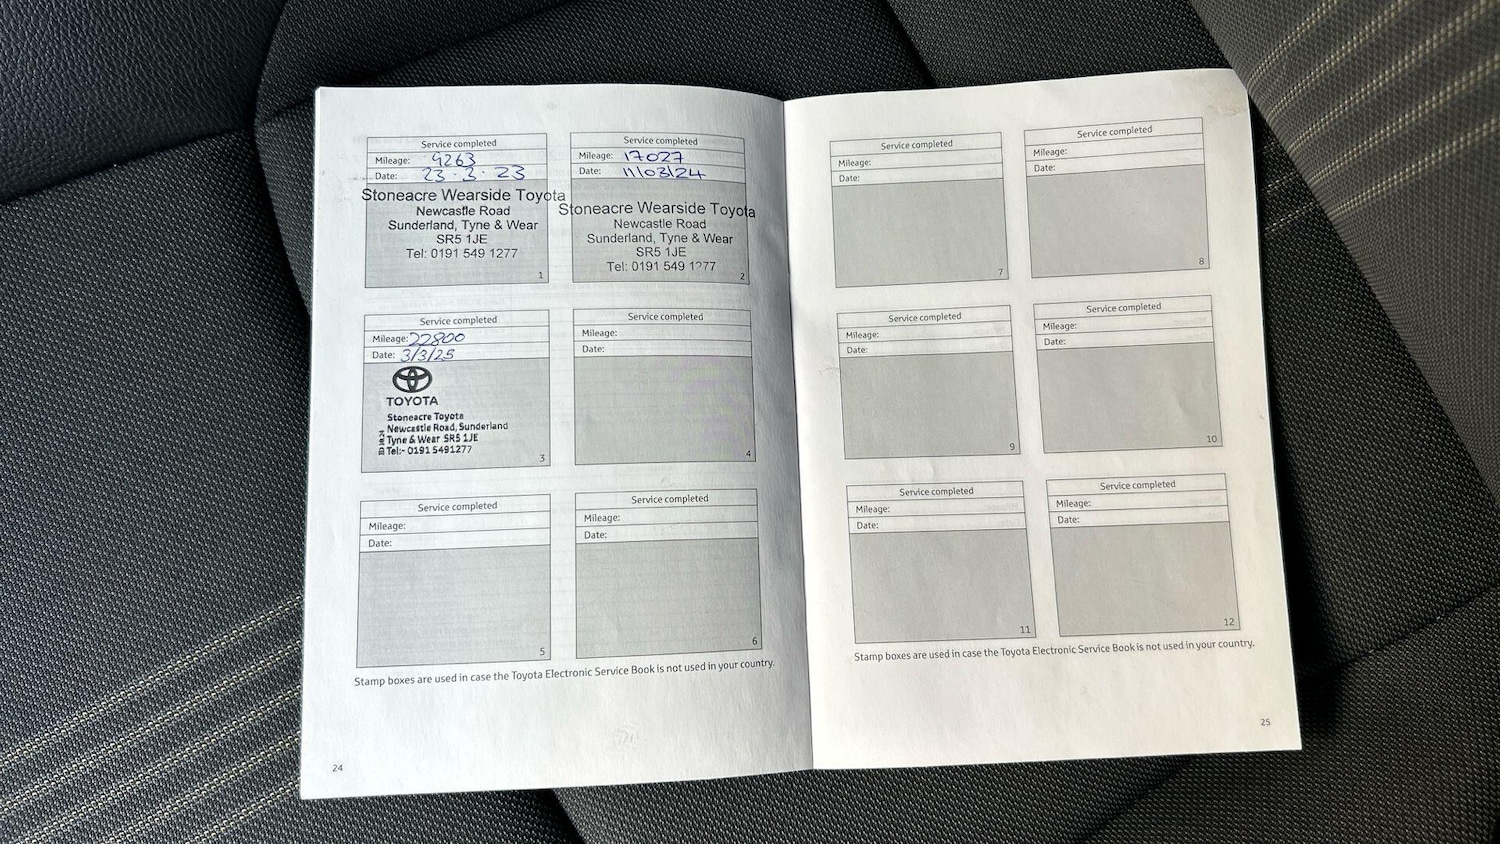 Service completed
Mileage: 9263
Date: 23.3.23
Stoneacre Wearside Toyota
Newcastle Road
Sunderland, Tyne & Wear
SR5 1JE
Tel: 0191 549 1277
1
Service completed
Mileage: 17027
Date: 11/03/24
Stoneacre Wearside Toyota
Newcastle Road
Sunderland, Tyne & Wear
SR5 1JE
Tel: 0191 549 1277
2
Service completed
Mileage: 22800
Date: 3/3/25
TOYOTA
Stoneacre Toyota
Newcastle Road, Sunderland
Tyne & Wear SR5 1JE
Tel:- 0191 5491277
3
Service completed
Mileage:
Date:
4
Service completed
Mileage:
Date:
5
Service completed
Mileage:
Date:
6
Stamp boxes are used in case the Toyota Electronic Service Book is not used in your country.
24
Service completed
Mileage:
Date:
7
Service completed
Mileage:
Date:
8
Service completed
Mileage:
Date:
9
Service completed
Mileage:
Date:
10
Service completed
Mileage:
Date:
11
Service completed
Mileage:
Date:
12
Stamp boxes are used in case the Toyota Electronic Service Book is not used in your country.
25